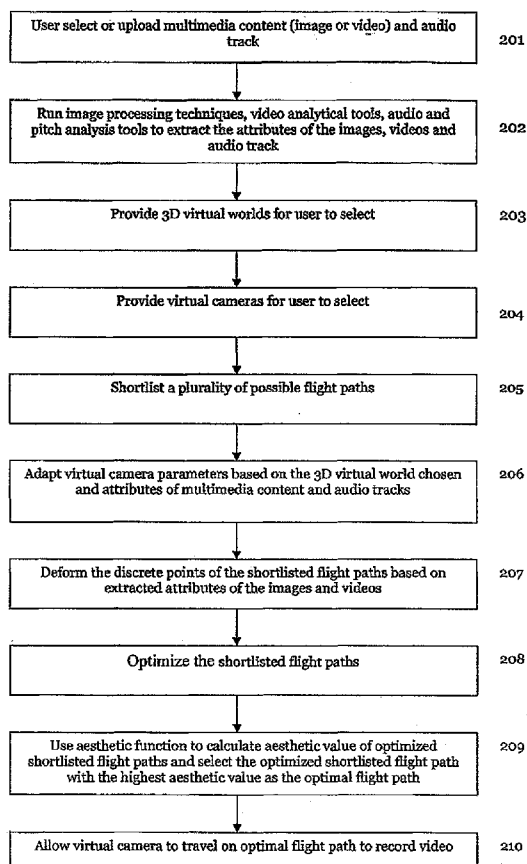 User select or upload multimedia content (image or video) and audio
track
201
Run image processing techniques, video analytical tools, audio and
pitch analysis tools to extract the attributes of the images, videos and
audio track
202
Provide 3D virtual worlds for user to select
203
Provide virtual cameras for user to select
204
Shortlist a plurality of possible flight paths
205
Adapt virtual camera parameters based on the 3D virtual world chosen
and attributes of multimedia content and audio tracks
206
Deform the discrete points of the shortlisted flight paths based on
extracted attributes of the images and videos
207
Optimize the shortlisted flight paths
208
Use aesthetic function to calculate aesthetic value of optimized
shortlisted flight paths and select the optimized shortlisted flight path
with the highest aesthetic value as the optimal flight path
209
Allow virtual camera to travel on optimal flight path to record video
210